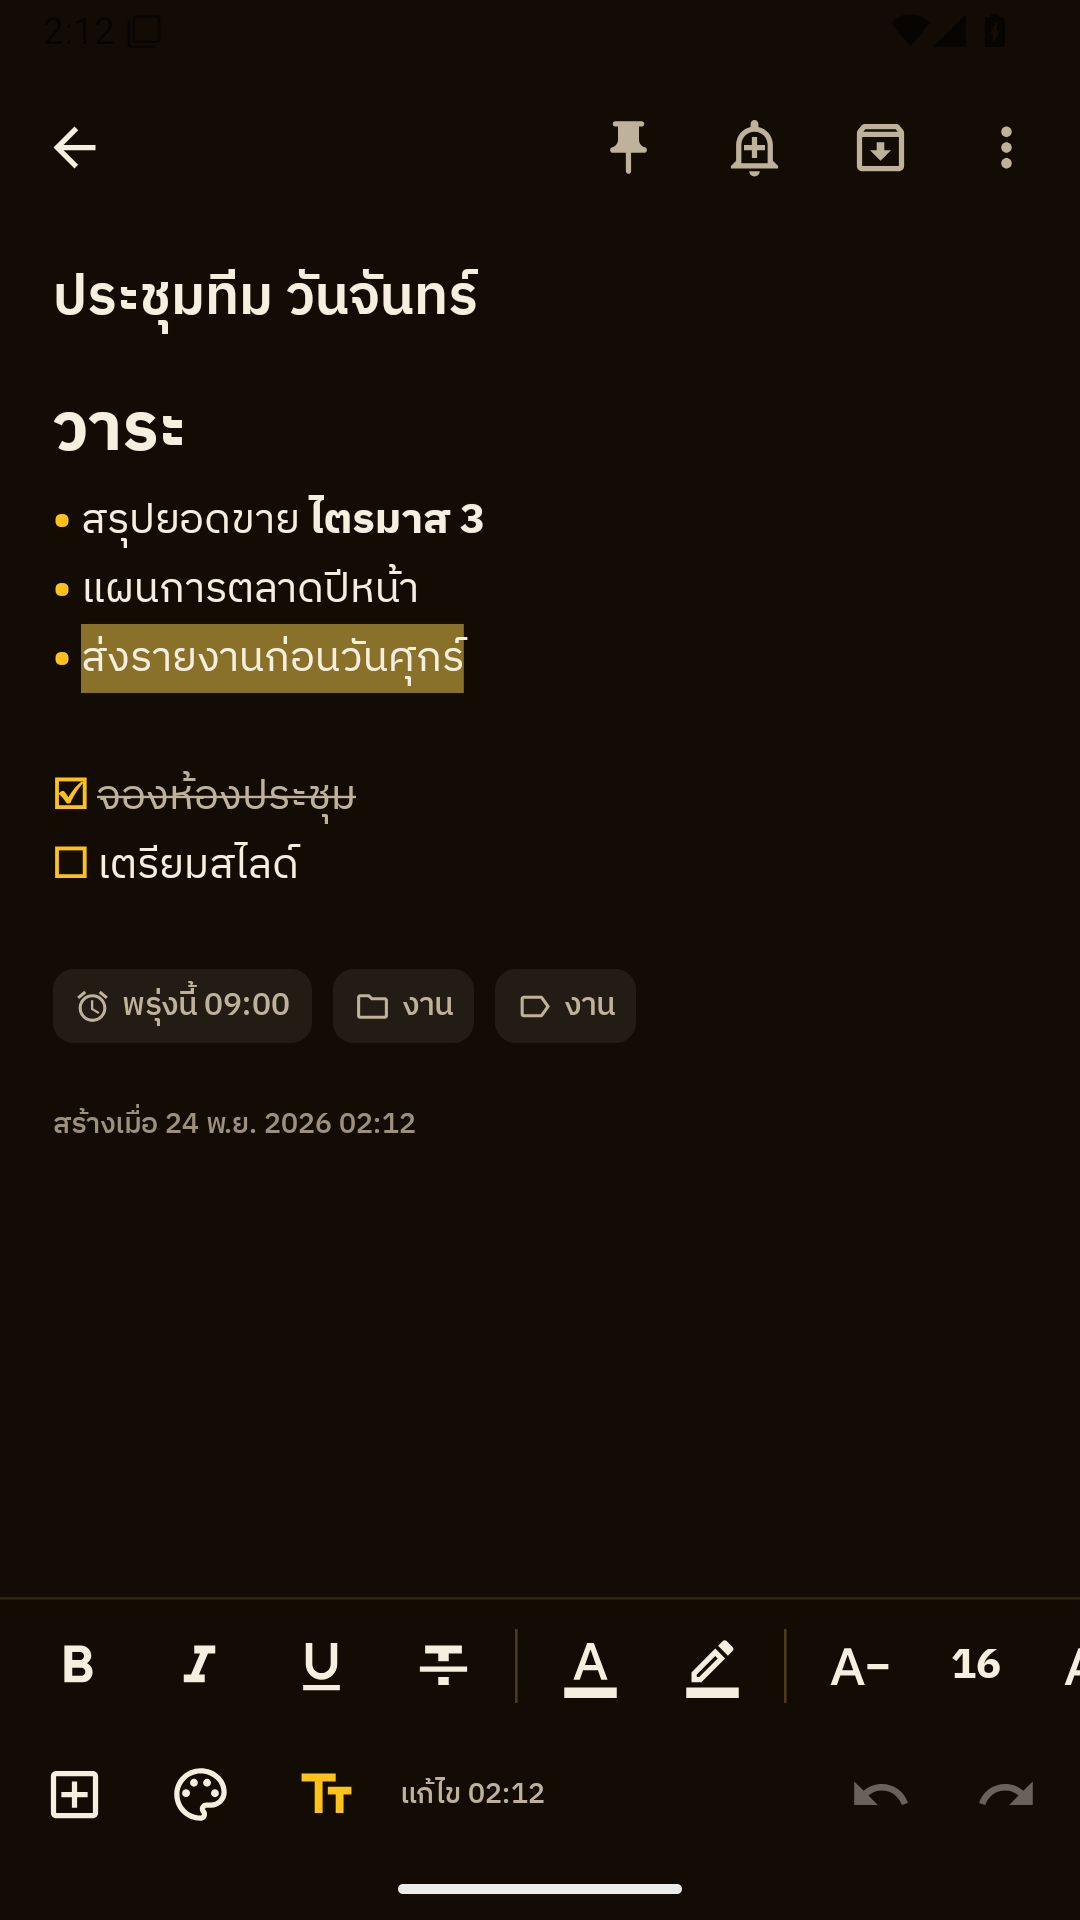 2:12
ประชุมทีม วันจันทร์
วาระ
• สรุปยอดขาย ไตรมาส 3
• แผนการตลาดปีหน้า
• ส่งรายงานก่อนวันศุกร์
☑ จองห้องประชุม
☐ เตรียมสไลด์
พรุ่งนี้ 09:00 งาน งาน
สร้างเมื่อ 24 พ.ย. 2026 02:12
B I U S A A− 16 A
Tт แก้ไข 02:12